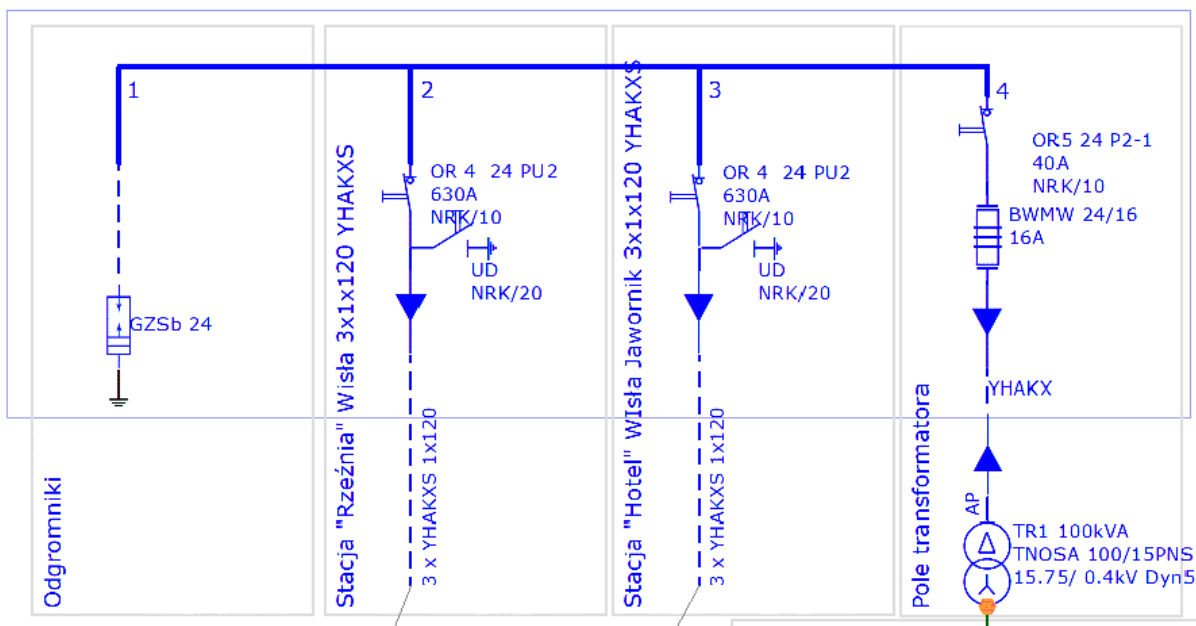 1
GZSb 24
Odgromniki
2
Stacja "Rzeźnia" Wisła 3x1x120 YHAKXS
OR 4 24 PU2
630A
NRK/10
UD
NRK/20
3 x YHAKXS 1x120
3
Stacja "Hotel" WIsła Jawornik 3x1x120 YHAKXS
OR 4 24 PU2
630A
NRK/10
UD
NRK/20
3 x YHAKXS 1x120
4
OR5 24 P2-1
40A
NRK/10
BWMW 24/16
16A
YHAKX
Pole transformatora
AP
TR1 100kVA
TNOSA 100/15PNS
15.75/ 0.4kV Dyn5